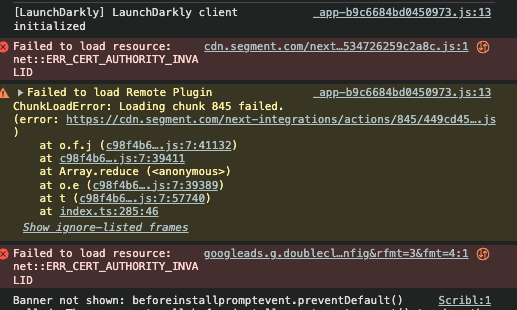 [LaunchDarkly] LaunchDarkly client _app-b9c6684bd0450973.js:13
initialized
Failed to load resource: cdn.segment.com/next…534726259c2a8c.js:1
net::ERR_CERT_AUTHORITY_INVA
LID
Failed to load Remote Plugin _app-b9c6684bd0450973.js:13
ChunkLoadError: Loading chunk 845 failed.
(error: https://cdn.segment.com/next-integrations/actions/845/449cd45….js
)
at o.f.j (c98f4b6….js:7:41132)
at c98f4b6….js:7:39411
at Array.reduce (<anonymous>)
at o.e (c98f4b6….js:7:39389)
at t (c98f4b6….js:7:57740)
at index.ts:285:46
Show ignore-listed frames
Failed to load resource: googleads.g.doublecl…nfig&rfmt=3&fmt=4:1
net::ERR_CERT_AUTHORITY_INVA
LID
Banner not shown: beforeinstallpromptevent.preventDefault() Scribl:1